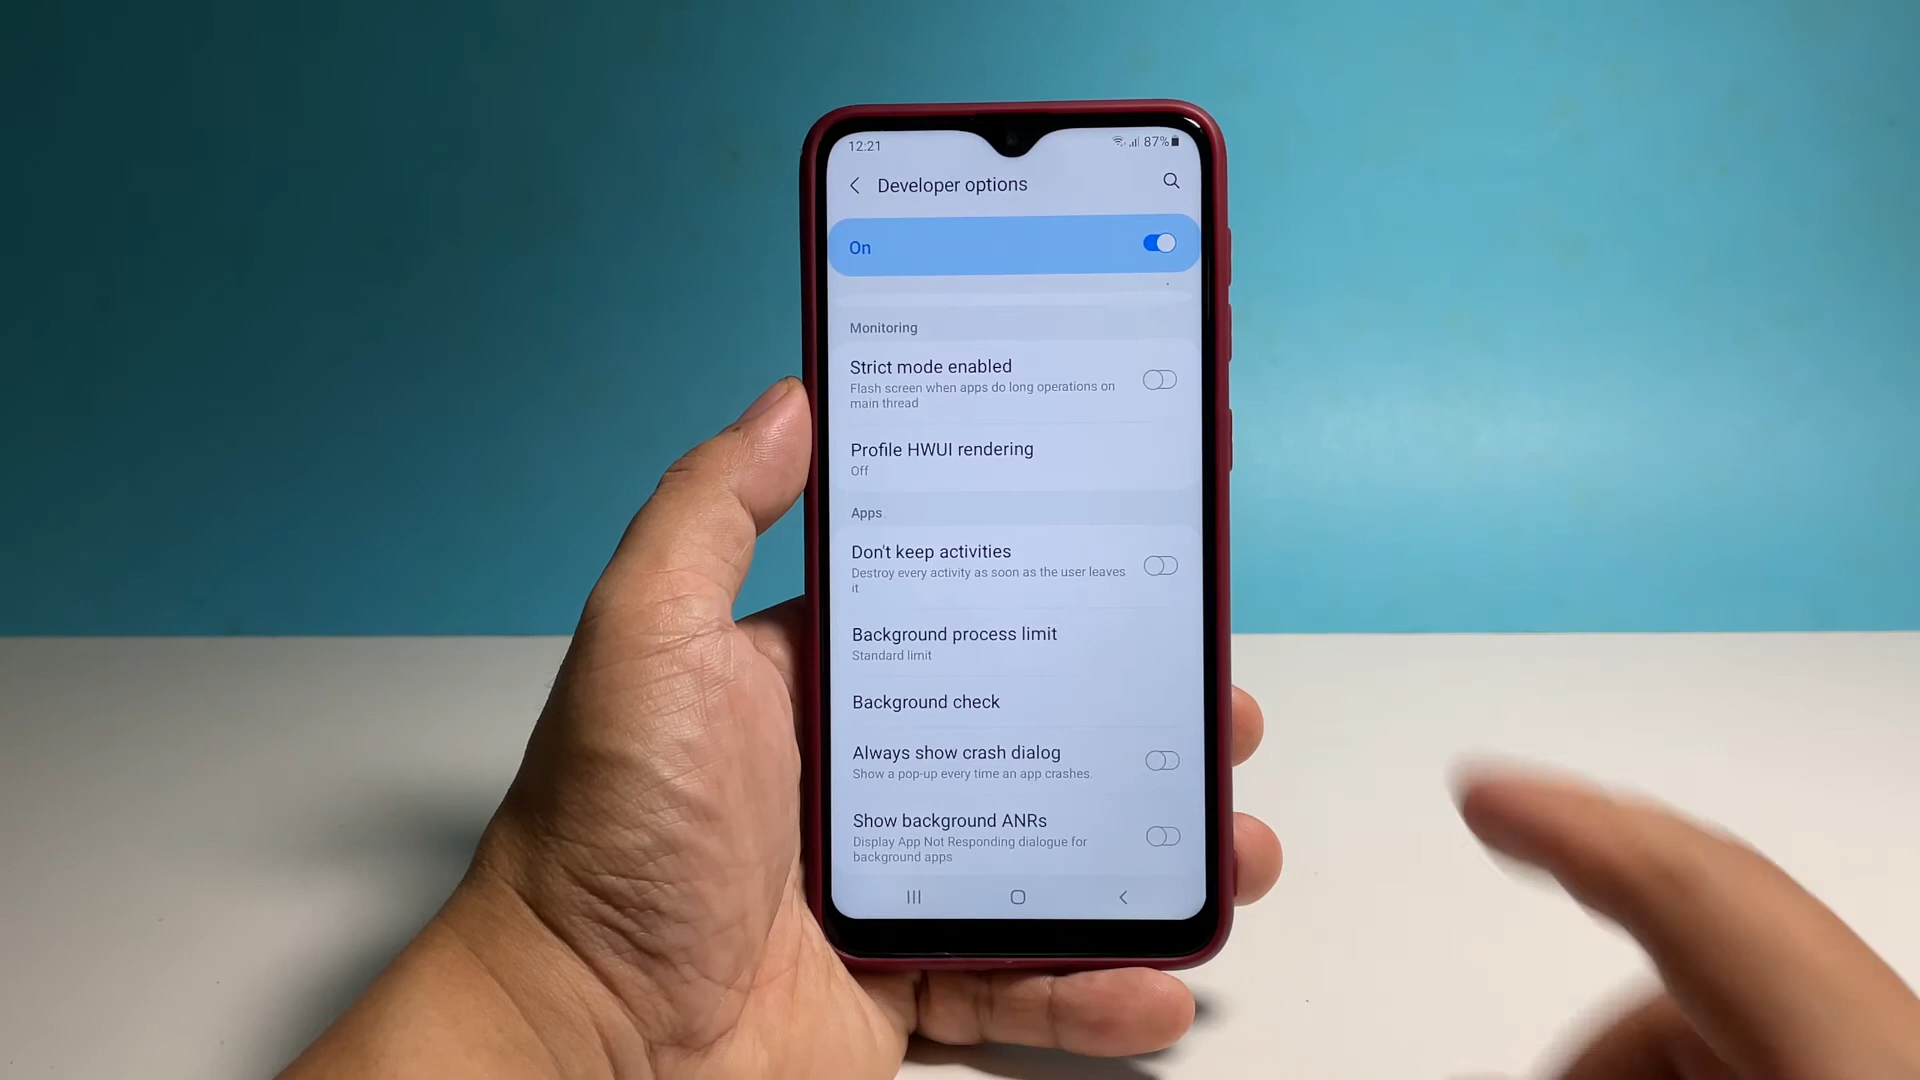 12:21
87%
Developer options
On
Monitoring
Strict mode enabled
Flash screen when apps do long operations on
main thread
Profile HWUI rendering
Off
Apps
Don't keep activities
Destroy every activity as soon as the user leaves
it
Background process limit
Standard limit
Background check
Always show crash dialog
Show a pop-up every time an app crashes.
Show background ANRs
Display App Not Responding dialogue for
background apps